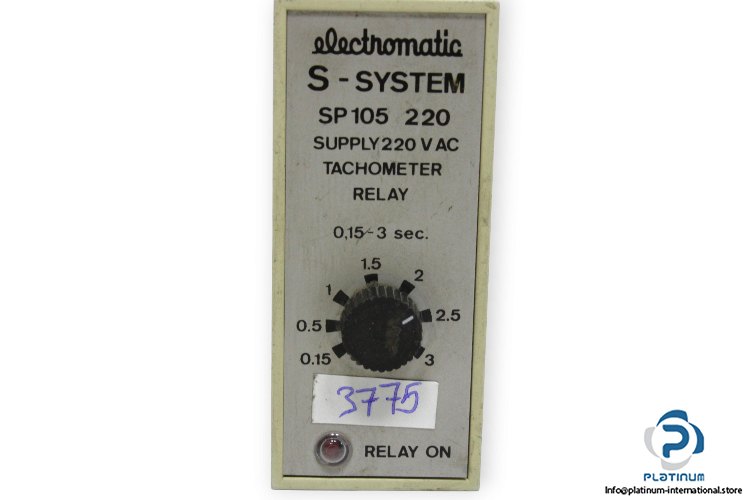 electromatic
S - SYSTEM
SP 105 220
SUPPLY 220 V AC
TACHOMETER
RELAY
0,15-3 sec.
1.5
1
2
0.5
2.5
0.15
3
3775
RELAY ON
PLATINUM
Info@platinum-international.store